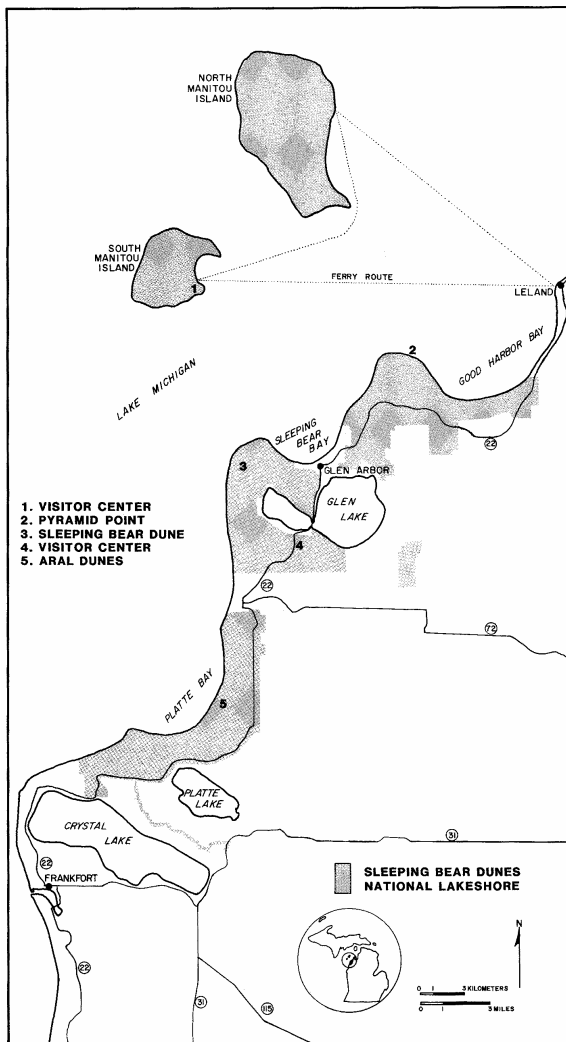 NORTH
MANITOU
ISLAND
SOUTH
MANITOU
ISLAND
1
FERRY ROUTE
LELAND
LAKE MICHIGAN
2
GOOD HARBOR BAY
SLEEPING
BEAR
BAY
22
3
GLEN ARBOR
GLEN
LAKE
1. VISITOR CENTER
2. PYRAMID POINT
3. SLEEPING BEAR DUNE
4. VISITOR CENTER
5. ARAL DUNES
4
22
72
PLATTE BAY
5
PLATTE
LAKE
CRYSTAL
LAKE
31
22
FRANKFORT
SLEEPING BEAR DUNES
NATIONAL LAKESHORE
N
22
31
115
0 1 3 KILOMETERS
0 1 3 MILES